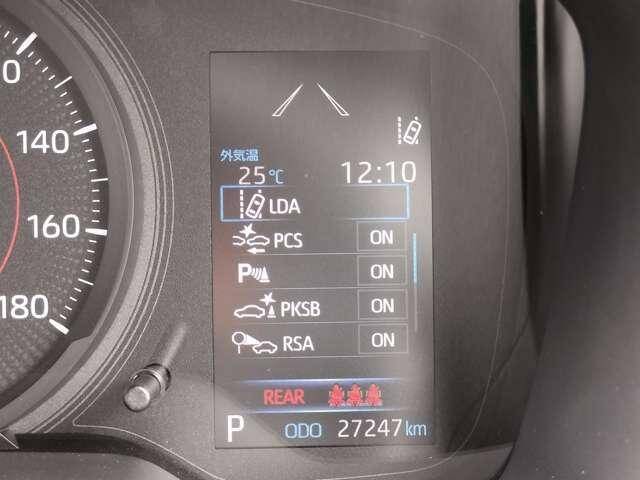 140
160
180
外気温
25℃ 12:10
LDA
PCS ON
P ON
PKSB ON
RSA ON
REAR
P ODO 27247km